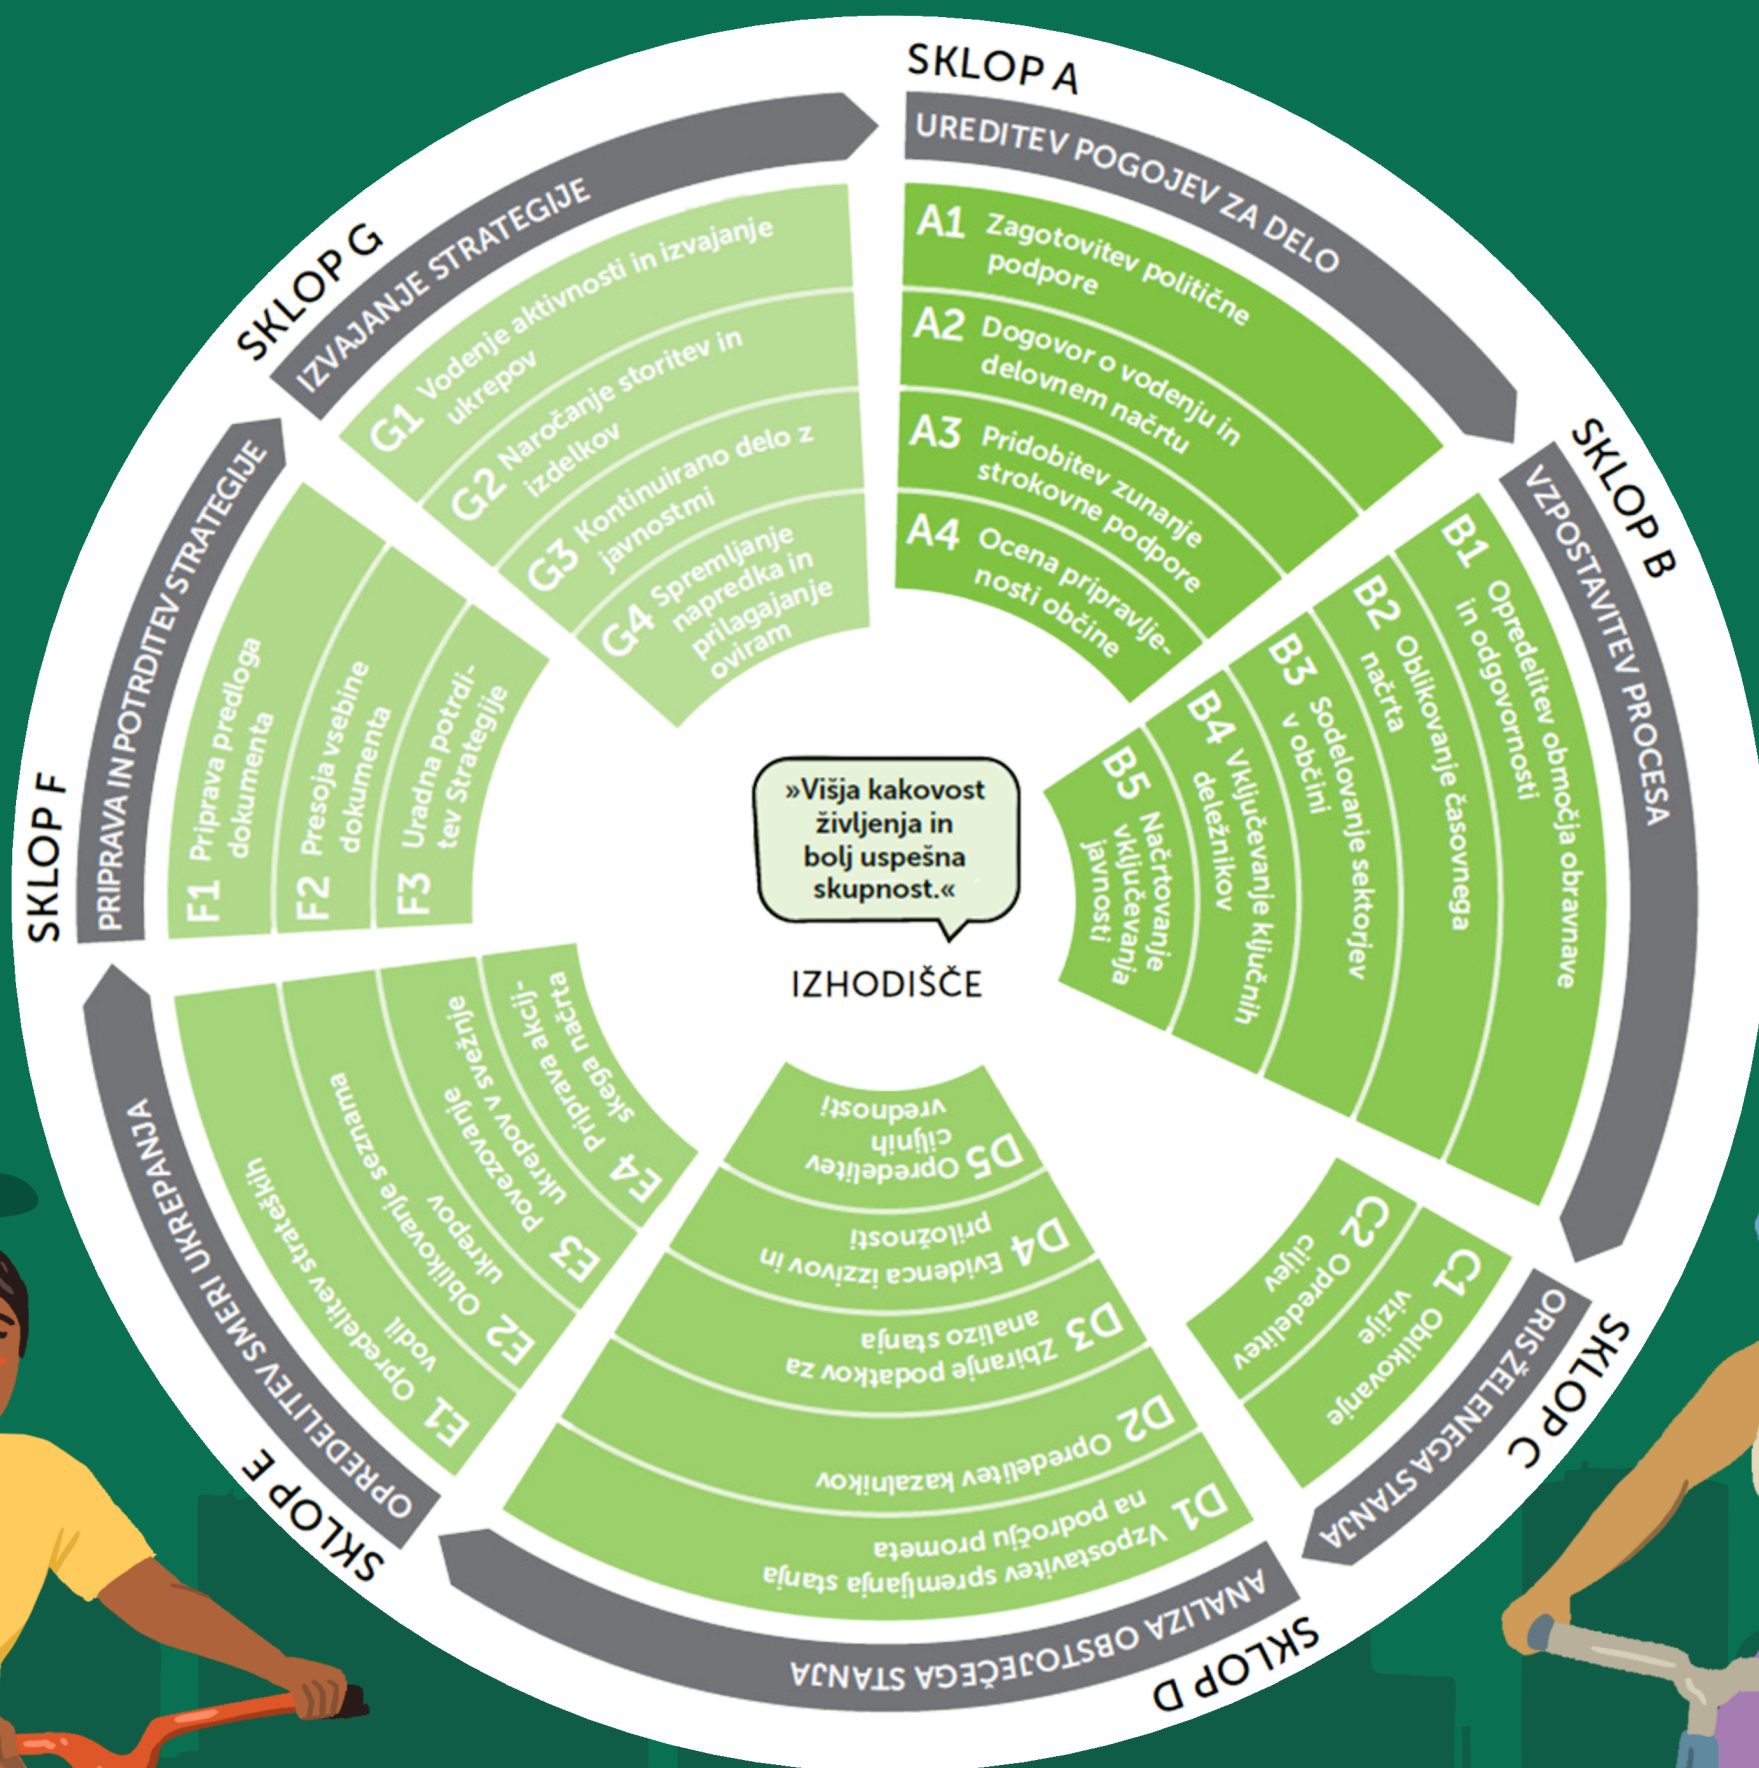 SKLOP A
UREDITEV POGOJEV ZA DELO
A1 Zagotovitev politične
podpore
A2 Dogovor o vodenju in
delovnem načrtu
A3 Pridobitev zunanje
strokovne podpore
A4 Ocena pripravlje-
nosti občine
SKLOP B
VZPOSTAVITEV PROCESA
B1 Opredelitev območja obravnave
in odgovornosti
B2 Oblikovanje časovnega
načrta
B3 Sodelovanje sektorjev
v občini
B4 Vključevanje ključnih
deležnikov
B5 Načrtovanje
vključevanja
javnosti
SKLOP C
ORIS ŽELENEGA STANJA
C1 Oblikovanje
vizije
C2 Opredelitev
ciljev
SKLOP D
ANALIZA OBSTOJEČEGA STANJA
D1 Vzpostavitev spremljanja stanja
na področju prometa
D2 Opredelitev kazalnikov
D3 Zbiranje podatkov za
analizo stanja
D4 Evidenca izzivov in
priložnosti
D5 Opredelitev
ciljnih
vrednosti
SKLOP E
OPREDELITEV SMERI UKREPANJA
E1 Opredelitev strateških
vodil
E2 Oblikovanje seznama
ukrepov
E3 Povezovanje
ukrepov v svežnje
E4 Priprava akcij-
skega načrta
SKLOP F
PRIPRAVA IN POTRDITEV STRATEGIJE
F1 Priprava predloga
dokumenta
F2 Presoja vsebine
dokumenta
F3 Uradna potrdi-
tev Strategije
SKLOP G
IZVAJANJE STRATEGIJE
G1 Vodenje aktivnosti in izvajanje
ukrepov
G2 Naročanje storitev in
izdelkov
G3 Kontinuirano delo z
javnostmi
G4 Spremljanje
napredka in
prilagajanje
oviram
»Višja kakovost
življenja in
bolj uspešna
skupnost.«
IZHODIŠČE